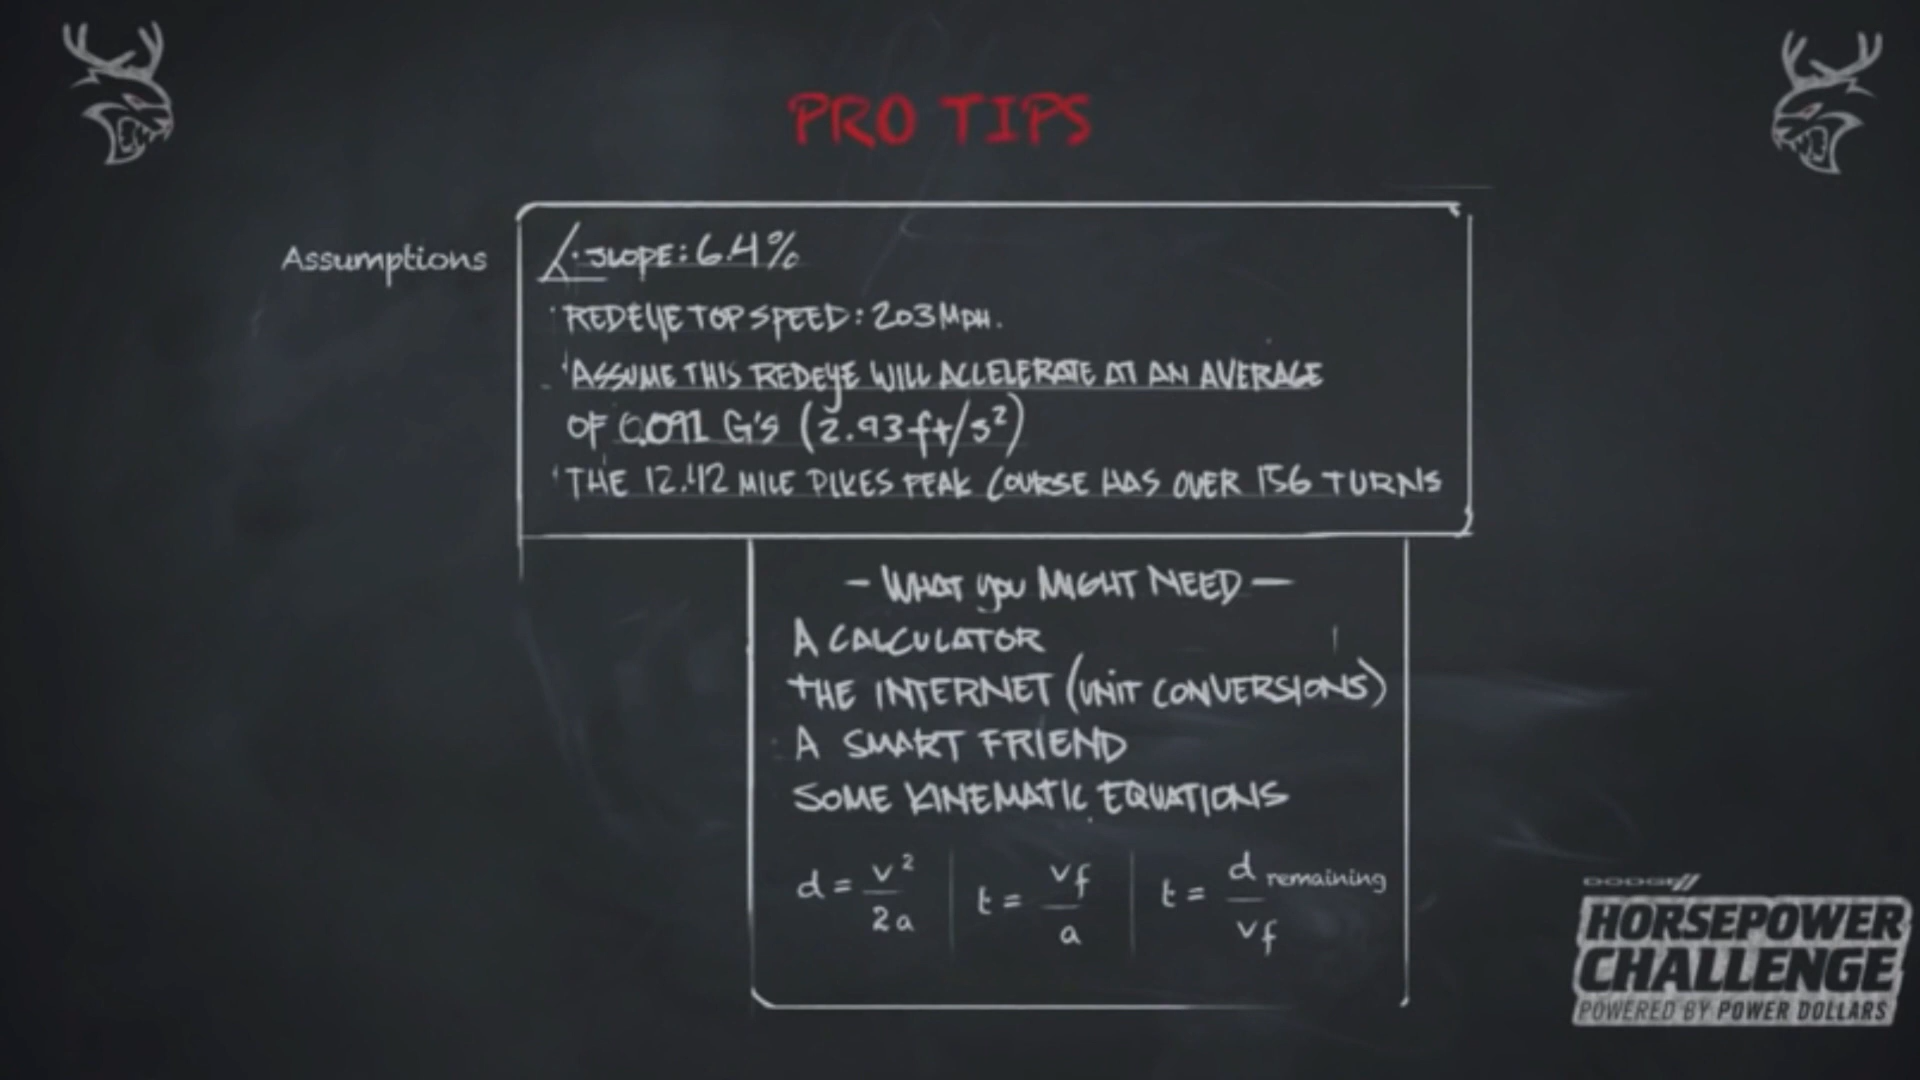 PRO TIPS
Assumptions
· SLOPE: 6.4%
· REDEYE TOP SPEED: 203 MPH.
· ASSUME THIS REDEYE WILL ACCELERATE AT AN AVERAGE
OF 0.091 G'S (2.93 ft/s²)
· THE 12.42 MILE PIKES PEAK COURSE HAS OVER 156 TURNS
- WHAT YOU MIGHT NEED -
A CALCULATOR
THE INTERNET (UNIT CONVERSIONS)
A SMART FRIEND
SOME KINEMATIC EQUATIONS
d = v² / 2a | t = vf / a | t = d remaining / vf
DODGE//
HORSEPOWER
CHALLENGE
POWERED BY POWER DOLLARS